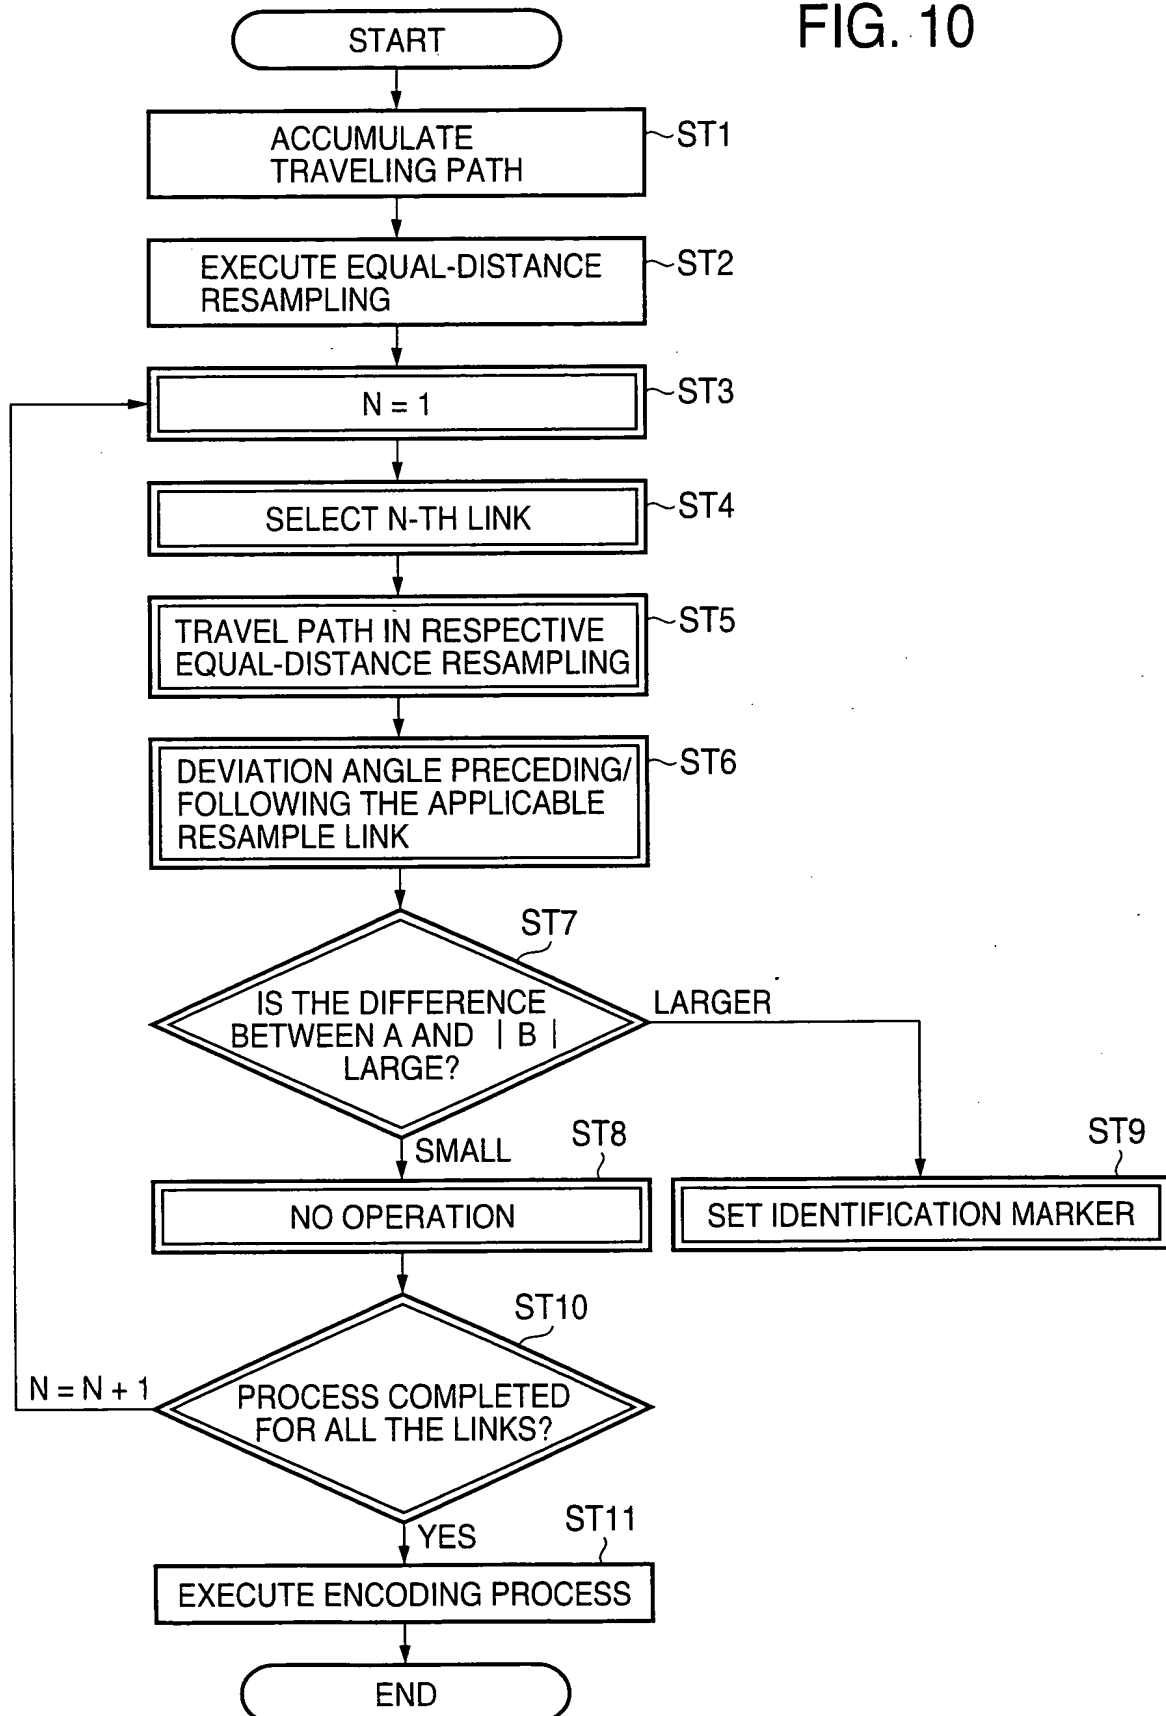 FIG. 10
START
ACCUMULATE
TRAVELING PATH
ST1
EXECUTE EQUAL-DISTANCE
RESAMPLING
ST2
N = 1
ST3
SELECT N-TH LINK
ST4
TRAVEL PATH IN RESPECTIVE
EQUAL-DISTANCE RESAMPLING
ST5
DEVIATION ANGLE PRECEDING/
FOLLOWING THE APPLICABLE
RESAMPLE LINK
ST6
ST7
IS THE DIFFERENCE
BETWEEN A AND | B |
LARGE?
LARGER
SMALL
ST8
NO OPERATION
ST9
SET IDENTIFICATION MARKER
ST10
PROCESS COMPLETED
FOR ALL THE LINKS?
N = N + 1
YES
ST11
EXECUTE ENCODING PROCESS
END